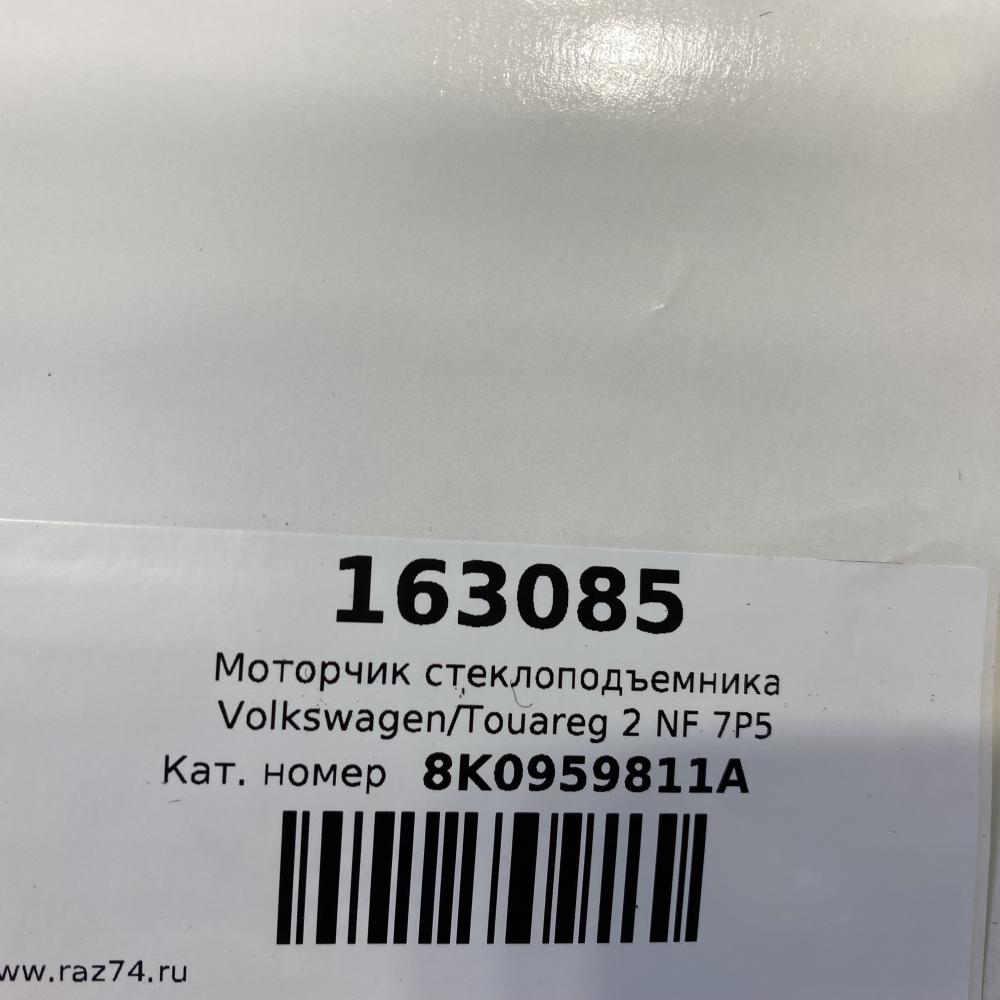 163085
Моторчик стеклоподъемника
Volkswagen/Touareg 2 NF 7P5
Кат. номер 8K0959811A
www.raz74.ru